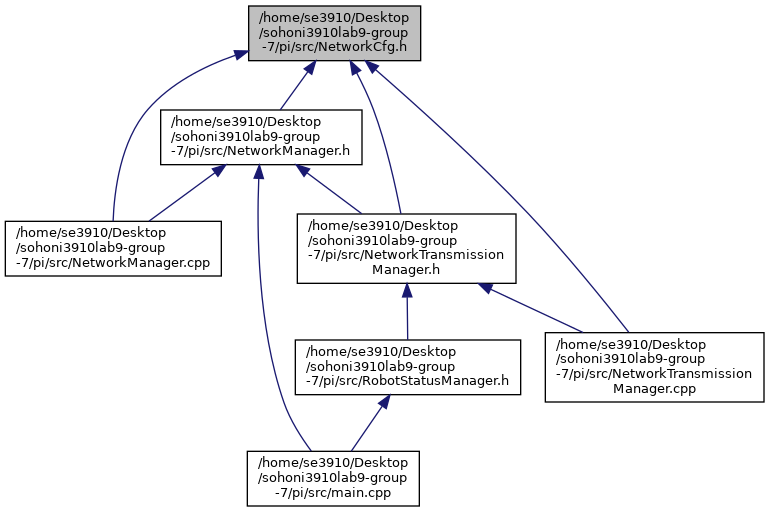 /home/se3910/Desktop
/sohoni3910lab9-group
-7/pi/src/NetworkCfg.h
/home/se3910/Desktop
/sohoni3910lab9-group
-7/pi/src/NetworkManager.h
/home/se3910/Desktop
/sohoni3910lab9-group
-7/pi/src/NetworkManager.cpp
/home/se3910/Desktop
/sohoni3910lab9-group
-7/pi/src/NetworkTransmission
Manager.h
/home/se3910/Desktop
/sohoni3910lab9-group
-7/pi/src/RobotStatusManager.h
/home/se3910/Desktop
/sohoni3910lab9-group
-7/pi/src/NetworkTransmission
Manager.cpp
/home/se3910/Desktop
/sohoni3910lab9-group
-7/pi/src/main.cpp